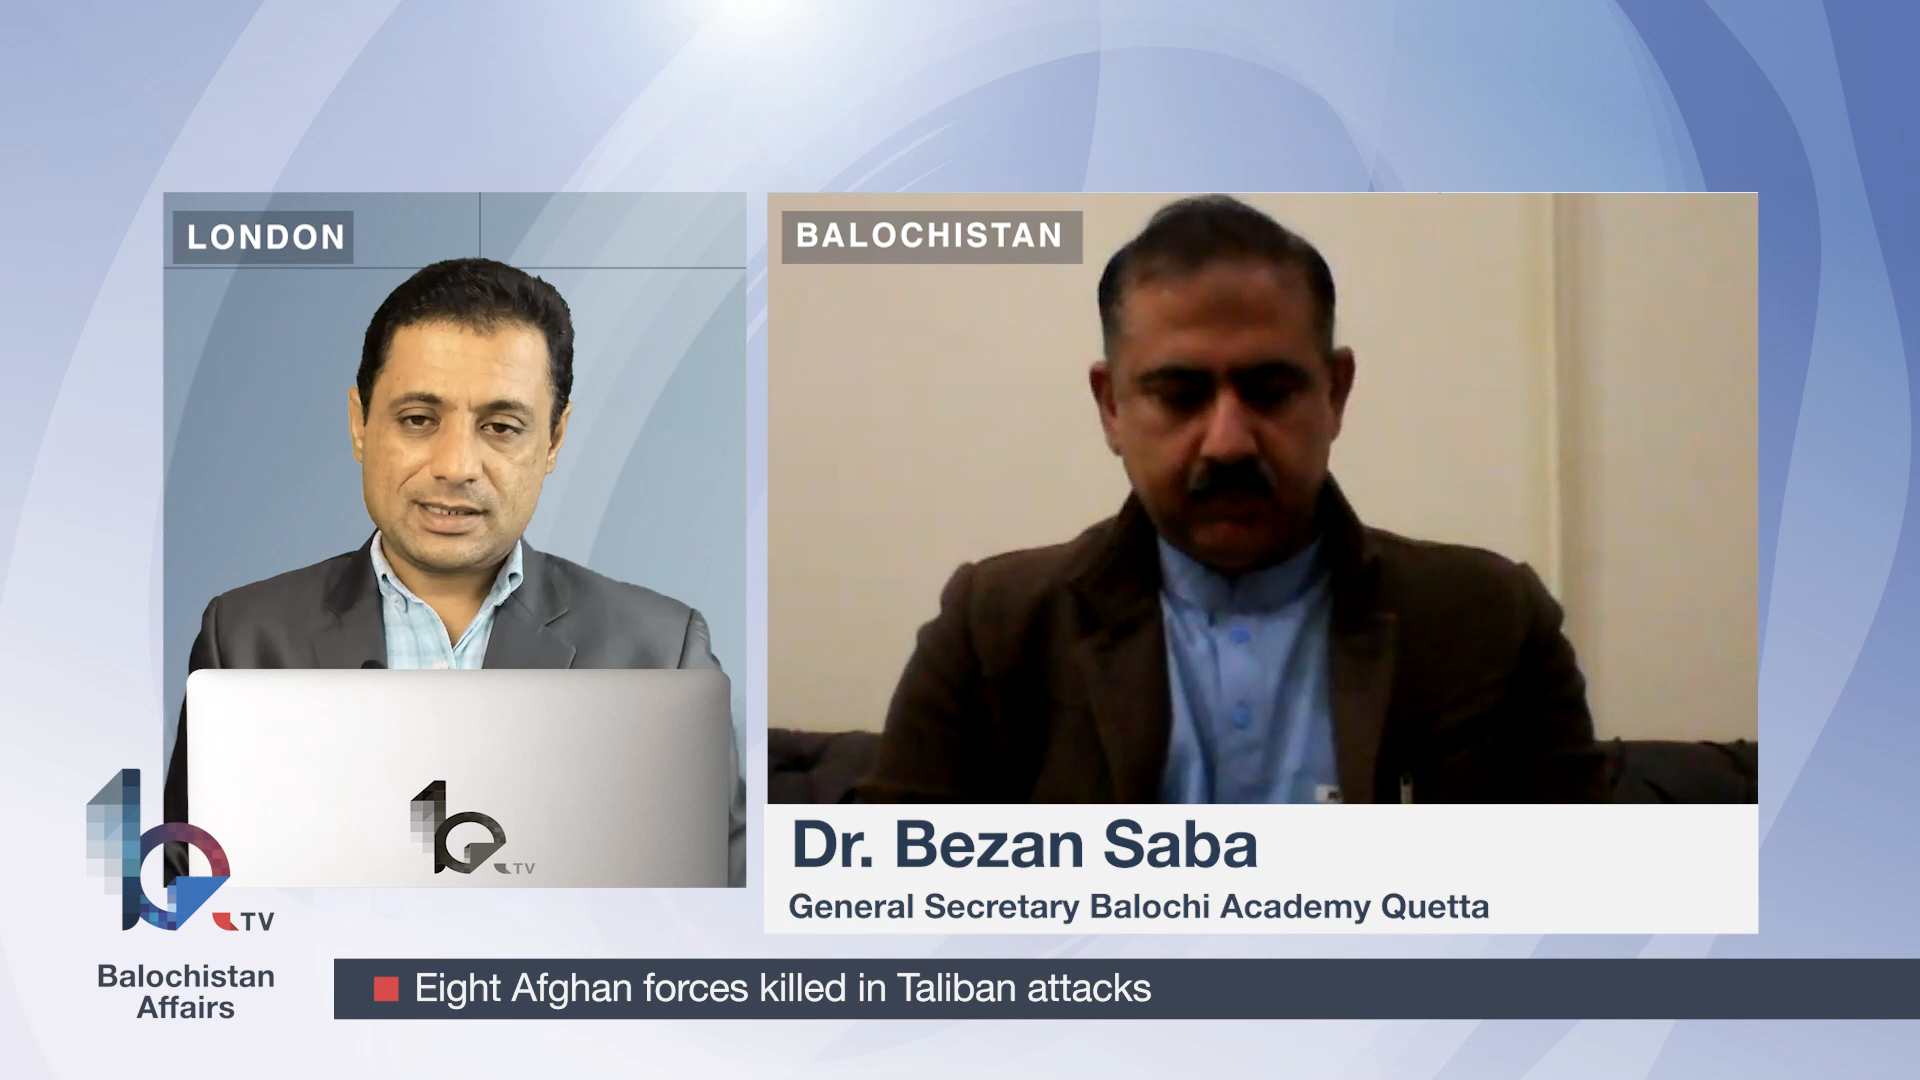 LONDON
BALOCHISTAN
TV
Dr. Bezan Saba
General Secretary Balochi Academy Quetta
TV
Balochistan
Affairs
Eight Afghan forces killed in Taliban attacks